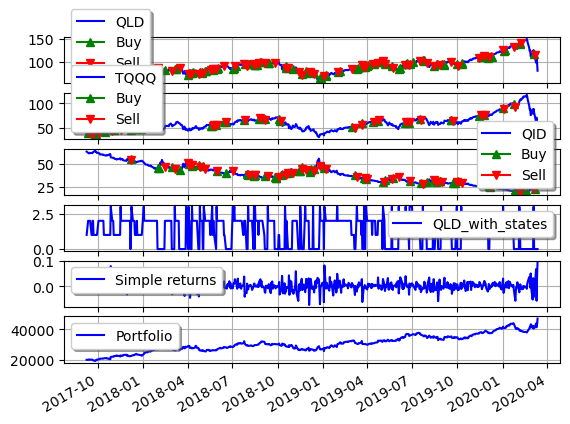 QLD
Buy
Sell
150
100
TQQQ
Buy
Sell
100
50
QID
Buy
Sell
50
25
QLD_with_states
2.5
0.0
Simple returns
0.1
0.0
Portfolio
40000
20000
2017-10
2018-01
2018-04
2018-07
2018-10
2019-01
2019-04
2019-07
2019-10
2020-01
2020-04